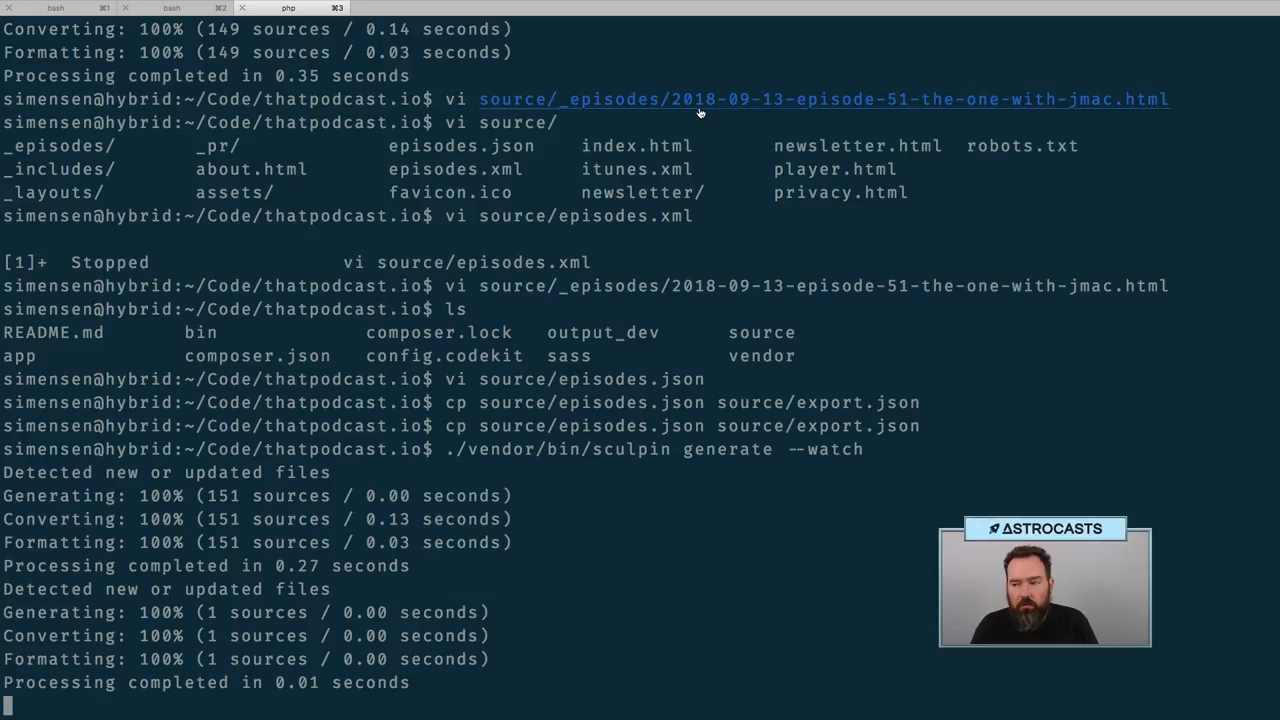 bash ⌘1 bash ⌘2 php ⌘3
Converting: 100% (149 sources / 0.14 seconds)
Formatting: 100% (149 sources / 0.03 seconds)
Processing completed in 0.35 seconds
simensen@hybrid:~/Code/thatpodcast.io$ vi source/_episodes/2018-09-13-episode-51-the-one-with-jmac.html
simensen@hybrid:~/Code/thatpodcast.io$ vi source/
_episodes/ _pr/ episodes.json index.html newsletter.html robots.txt
_includes/ about.html episodes.xml itunes.xml player.html
_layouts/ assets/ favicon.ico newsletter/ privacy.html
simensen@hybrid:~/Code/thatpodcast.io$ vi source/episodes.xml
[1]+ Stopped vi source/episodes.xml
simensen@hybrid:~/Code/thatpodcast.io$ vi source/_episodes/2018-09-13-episode-51-the-one-with-jmac.html
simensen@hybrid:~/Code/thatpodcast.io$ ls
README.md bin composer.lock output_dev source
app composer.json config.codekit sass vendor
simensen@hybrid:~/Code/thatpodcast.io$ vi source/episodes.json
simensen@hybrid:~/Code/thatpodcast.io$ cp source/episodes.json source/export.json
simensen@hybrid:~/Code/thatpodcast.io$ cp source/episodes.json source/export.json
simensen@hybrid:~/Code/thatpodcast.io$ ./vendor/bin/sculpin generate --watch
Detected new or updated files
Generating: 100% (151 sources / 0.00 seconds)
Converting: 100% (151 sources / 0.13 seconds)
Formatting: 100% (151 sources / 0.03 seconds)
Processing completed in 0.27 seconds
Detected new or updated files
Generating: 100% (1 sources / 0.00 seconds)
Converting: 100% (1 sources / 0.00 seconds)
Formatting: 100% (1 sources / 0.00 seconds)
Processing completed in 0.01 seconds
ΔSTROCASTS